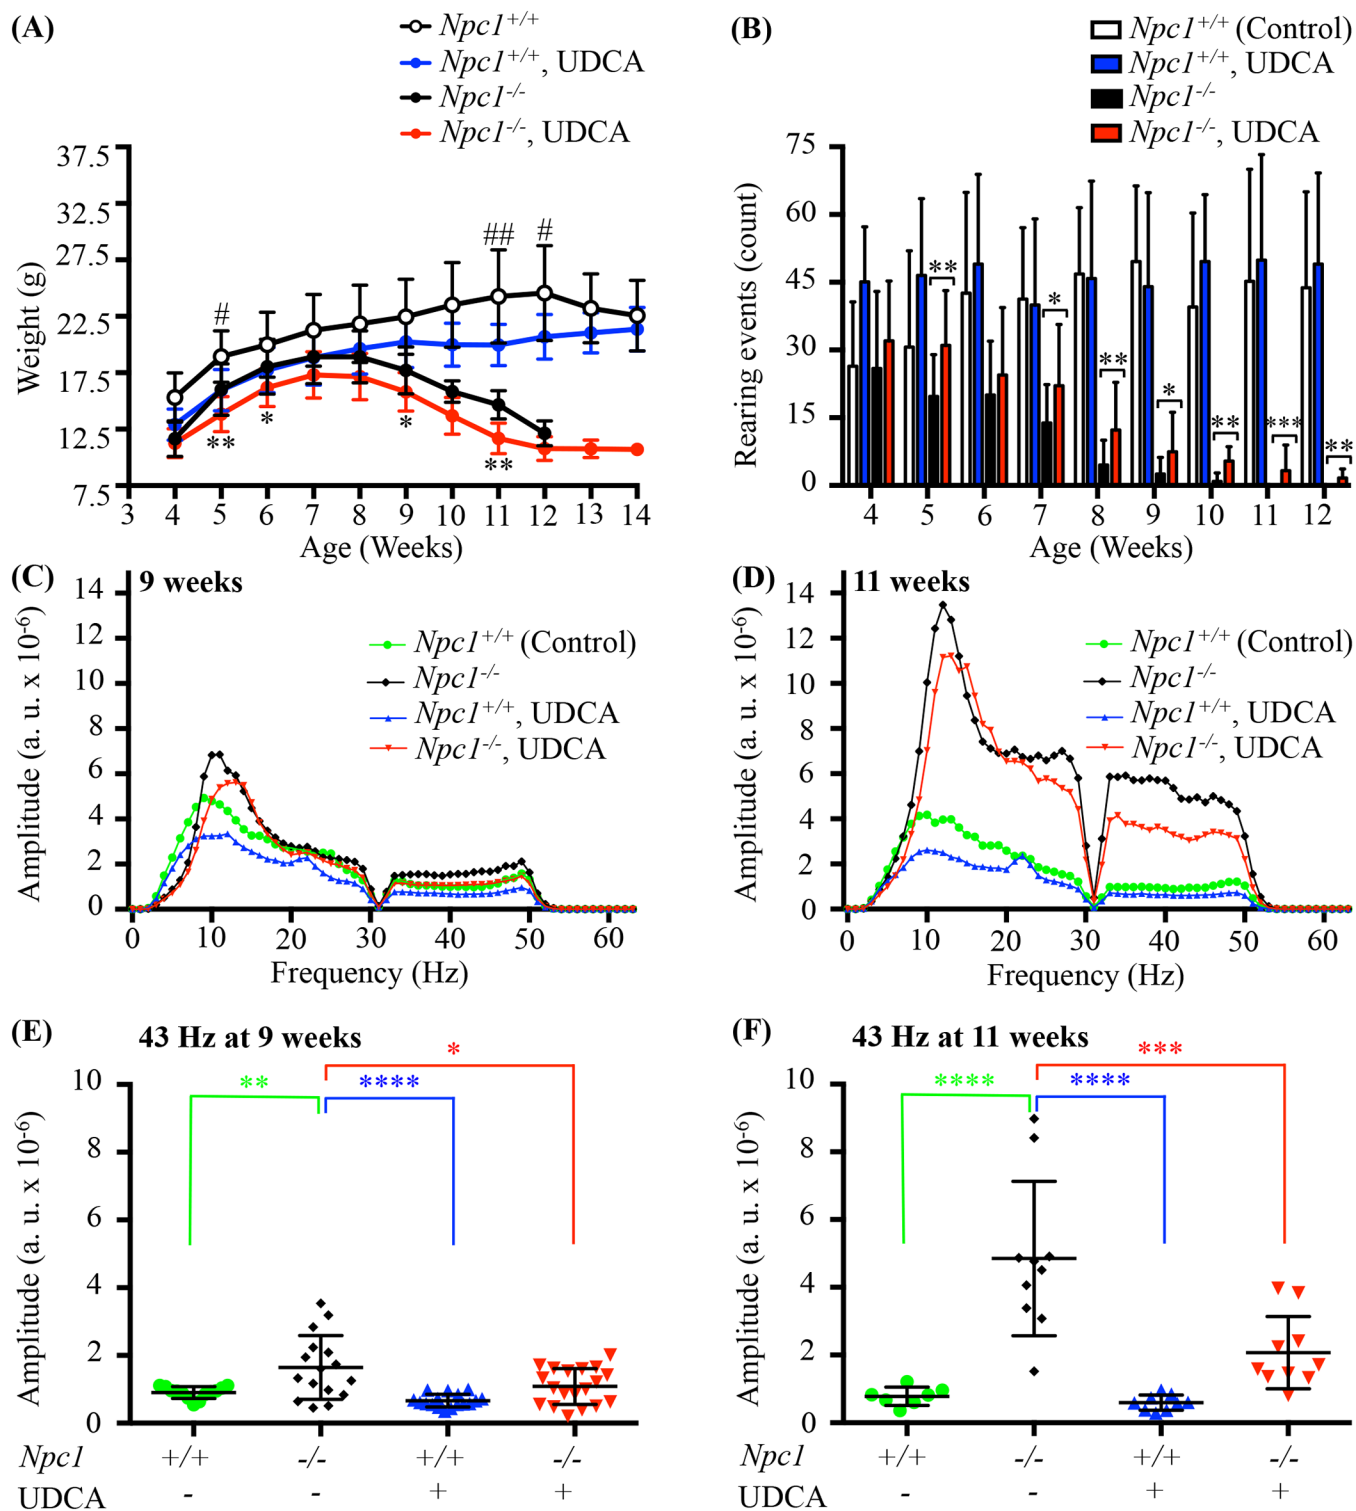 (A)
Npc1+/+
Npc1+/+, UDCA
Npc1-/-
Npc1-/-, UDCA
37.5
32.5
27.5
22.5
17.5
12.5
7.5
Weight (g)
# ## #
** * * **
3 4 5 6 7 8 9 10 11 12 13 14
Age (Weeks)
(B)
Npc1+/+ (Control)
Npc1+/+, UDCA
Npc1-/-
Npc1-/-, UDCA
75
60
45
30
15
0
Rearing events (count)
** * ** * ** *** **
4 5 6 7 8 9 10 11 12
Age (Weeks)
(C) 9 weeks
Npc1+/+ (Control)
Npc1-/-
Npc1+/+, UDCA
Npc1-/-, UDCA
14
12
10
8
6
4
2
0
Amplitude (a. u. x 10-6)
0 10 20 30 40 50 60
Frequency (Hz)
(D) 11 weeks
Npc1+/+ (Control)
Npc1-/-
Npc1+/+, UDCA
Npc1-/-, UDCA
14
12
10
8
6
4
2
0
Amplitude (a. u. x 10-6)
0 10 20 30 40 50 60
Frequency (Hz)
(E) 43 Hz at 9 weeks
*
** ****
10
8
6
4
2
0
Amplitude (a. u. x 10-6)
Npc1 +/+ -/- +/+ -/-
UDCA - - + +
(F) 43 Hz at 11 weeks
***
**** ****
10
8
6
4
2
0
Amplitude (a. u. x 10-6)
+/+ -/- +/+ -/-
- - + +